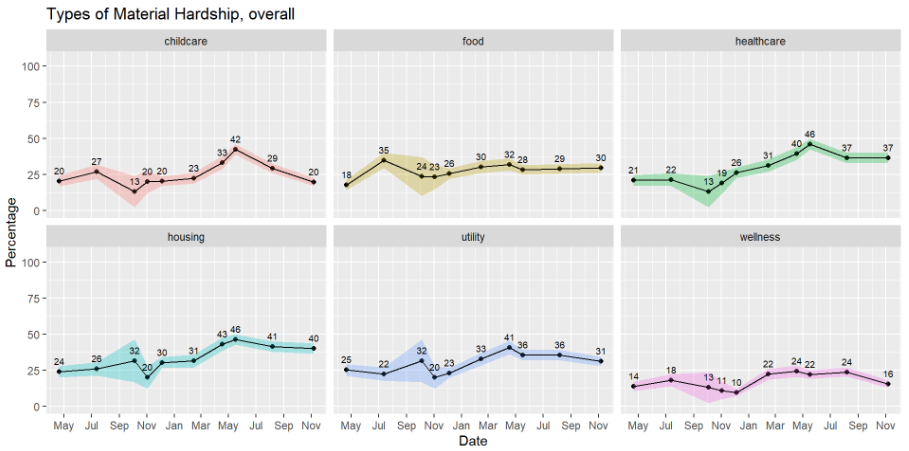 Types of Material Hardship, overall
childcare food healthcare
100
75
50
25
0
20 27 13 20 20 23 33 42 29 20
18 35 24 23 26 30 32 28 29 30
21 22 13 19 26 31 40 46 37 37
Percentage
housing utility wellness
100
75
50
25
0
24 26 32 20 30 31 43 46 41 40
25 22 32 20 23 33 41 36 36 31
14 18 13 11 10 22 24 22 24 16
May Jul Sep Nov Jan Mar May Jul Sep Nov May Jul Sep Nov Jan Mar May Jul Sep Nov May Jul Sep Nov Jan Mar May Jul Sep Nov
Date